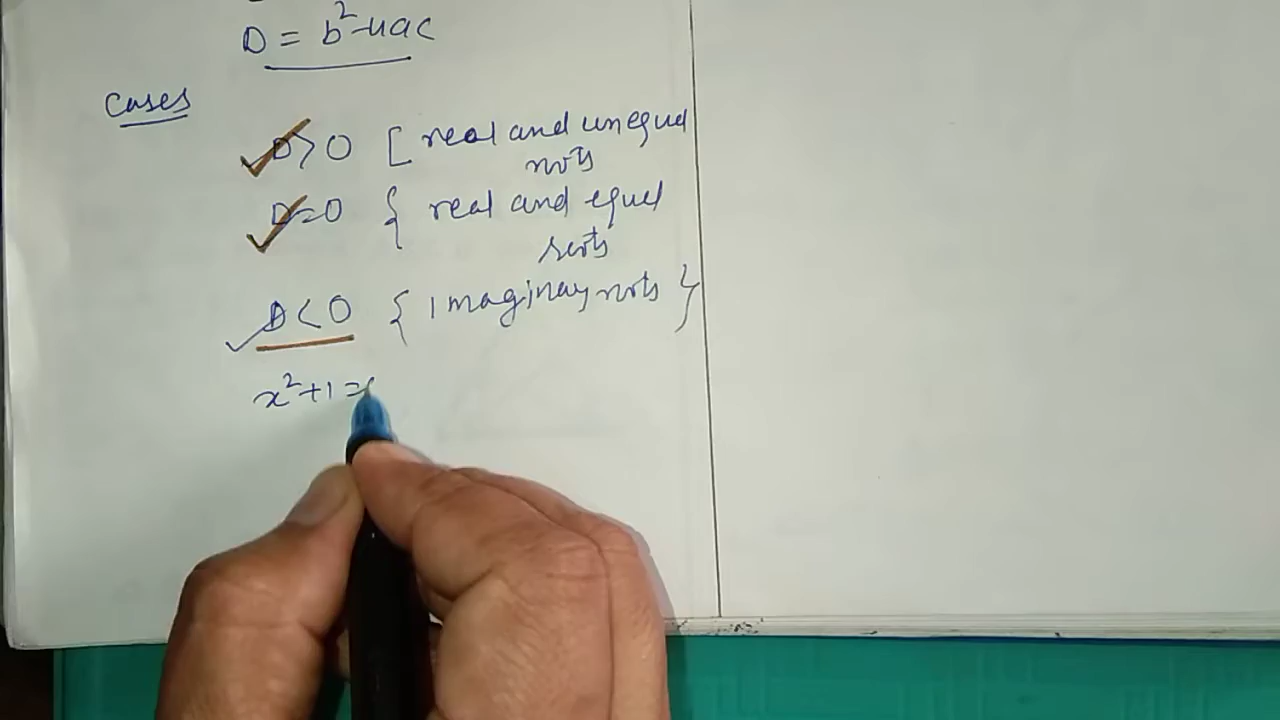 D = b²-4ac
Cases
D>0 [ real and unequal
roots
D=0 { real and equal
roots
D<0 { Imaginary roots }
x²+1=